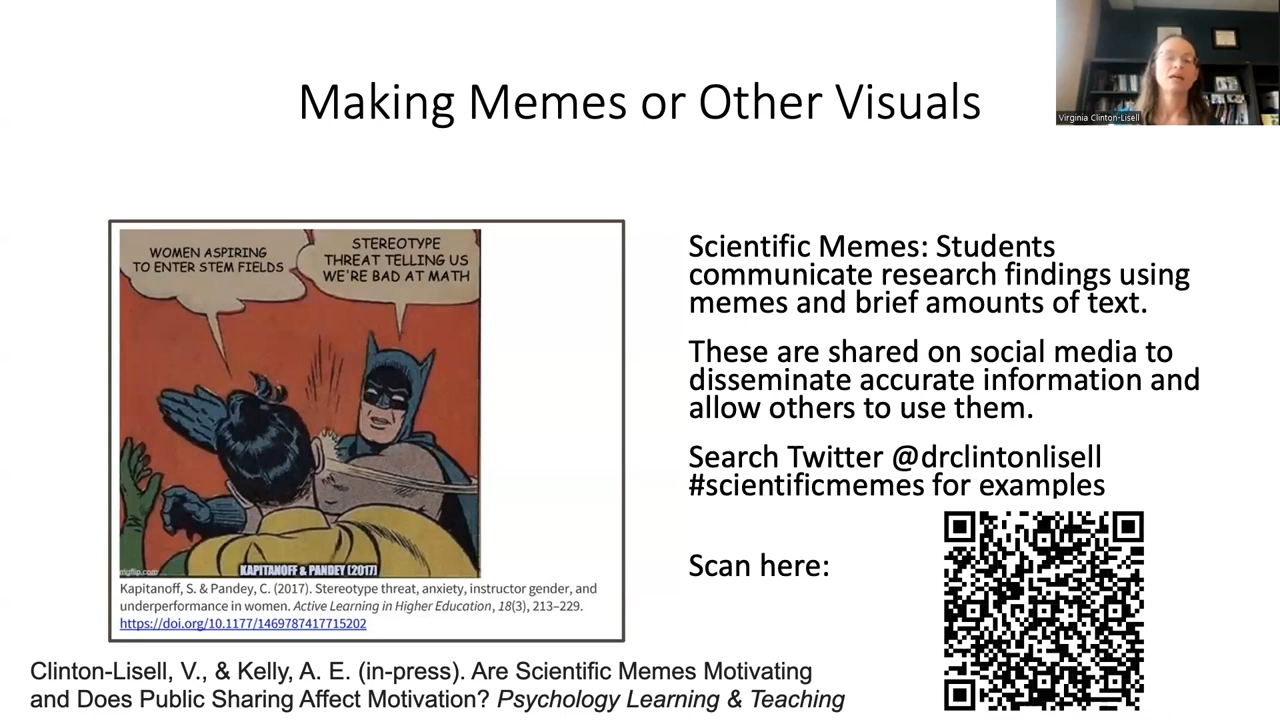 Making Memes or Other Visuals
Virginia Clinton-Lisell
WOMEN ASPIRING
TO ENTER STEM FIELDS
STEREOTYPE
THREAT TELLING US
WE'RE BAD AT MATH
imgflip.com
KAPITANOFF & PANDEY (2017)
Kapitanoff, S. & Pandey, C. (2017). Stereotype threat, anxiety, instructor gender, and
underperformance in women. Active Learning in Higher Education, 18(3), 213–229.
https://doi.org/10.1177/1469787417715202
Scientific Memes: Students
communicate research findings using
memes and brief amounts of text.
These are shared on social media to
disseminate accurate information and
allow others to use them.
Search Twitter @drclintonlisell
#scientificmemes for examples
Scan here:
Clinton-Lisell, V., & Kelly, A. E. (in-press). Are Scientific Memes Motivating
and Does Public Sharing Affect Motivation? Psychology Learning & Teaching